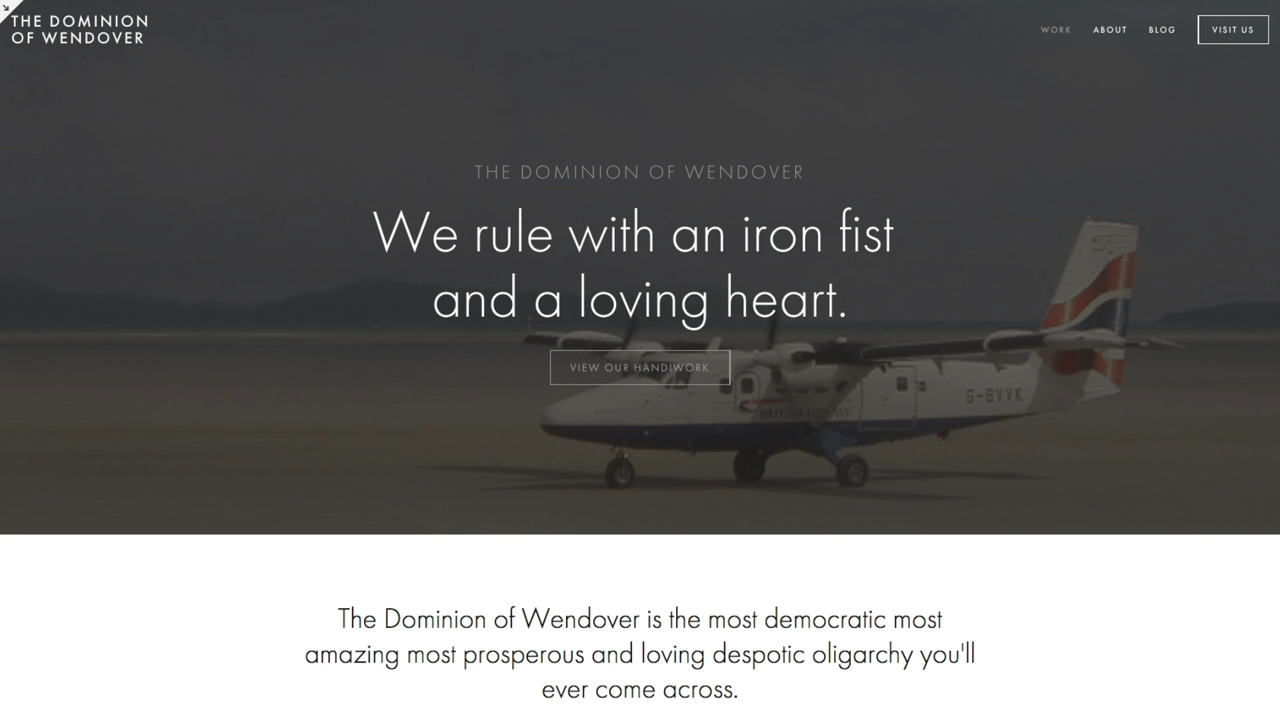 THE DOMINION
OF WENDOVER
WORK ABOUT BLOG VISIT US
THE DOMINION OF WENDOVER
We rule with an iron fist
and a loving heart.
VIEW OUR HANDIWORK
BRITISH AIRWAYS
G-BVVK
The Dominion of Wendover is the most democratic most
amazing most prosperous and loving despotic oligarchy you'll
ever come across.